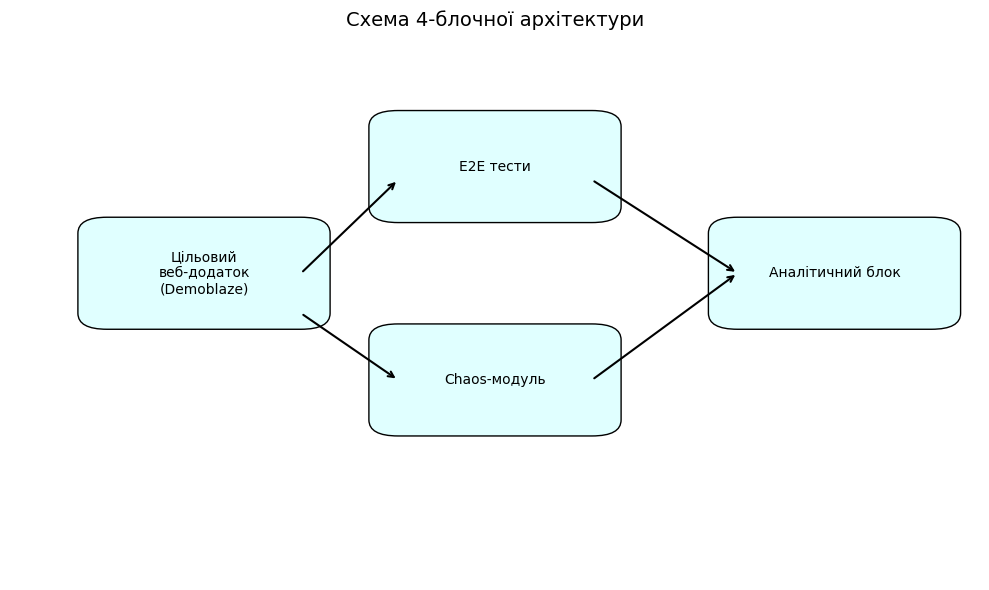 Схема 4-блочної архітектури
E2E тести
Цільовий
веб-додаток
(Demoblaze)
Аналітичний блок
Chaos-модуль